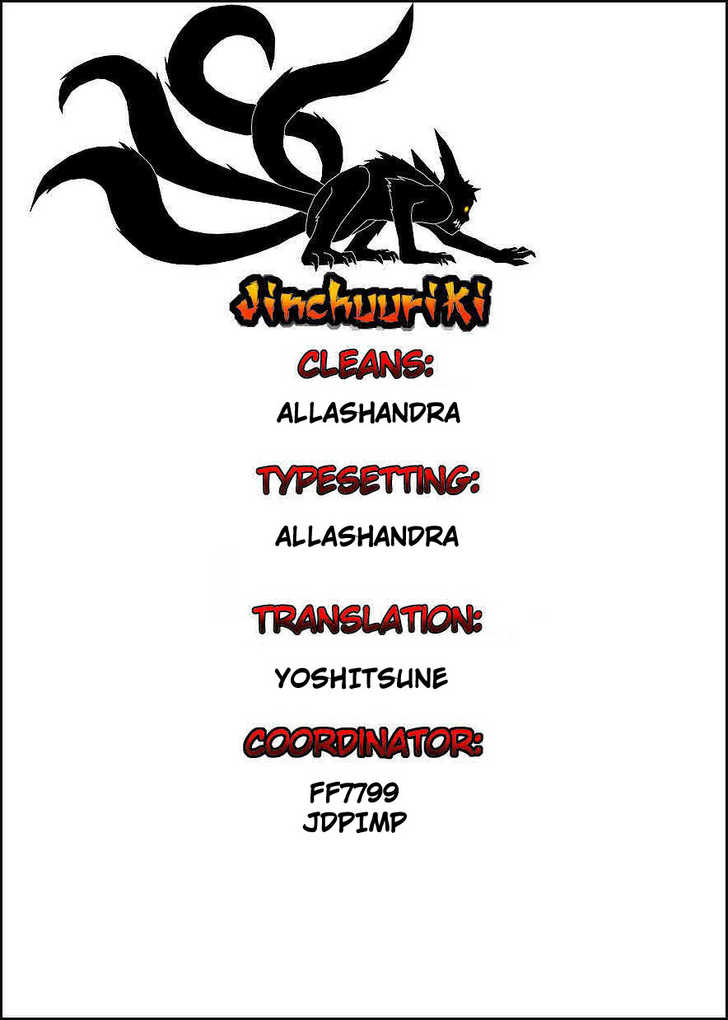 Jinchuuriki
CLEANS:
ALLASHANDRA
TYPESETTING:
ALLASHANDRA
TRANSLATION:
YOSHITSUNE
COORDINATOR:
FF7799
JDPIMP